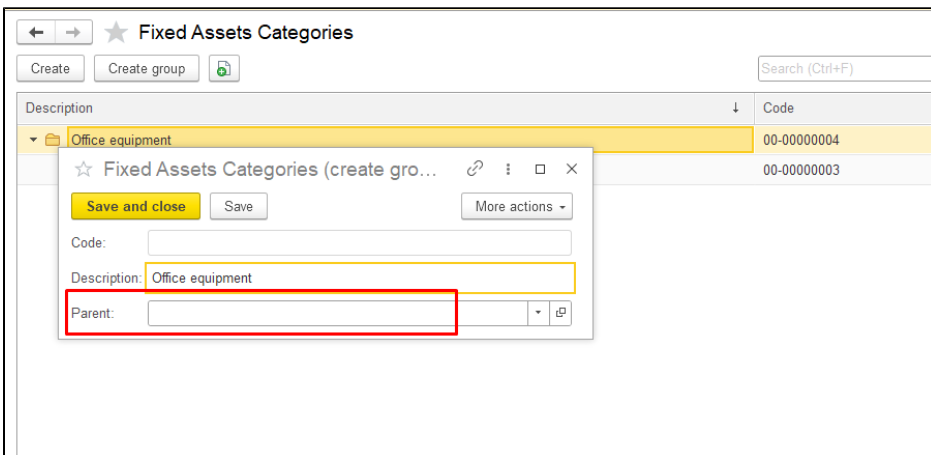 Fixed Assets Categories
Create Create group Search (Ctrl+F)
Description ↓ Code
Office equipment 00-00000004
Fixed Assets Categories (create gro... 00-00000003
Save and close Save More actions
Code:
Description: Office equipment
Parent: